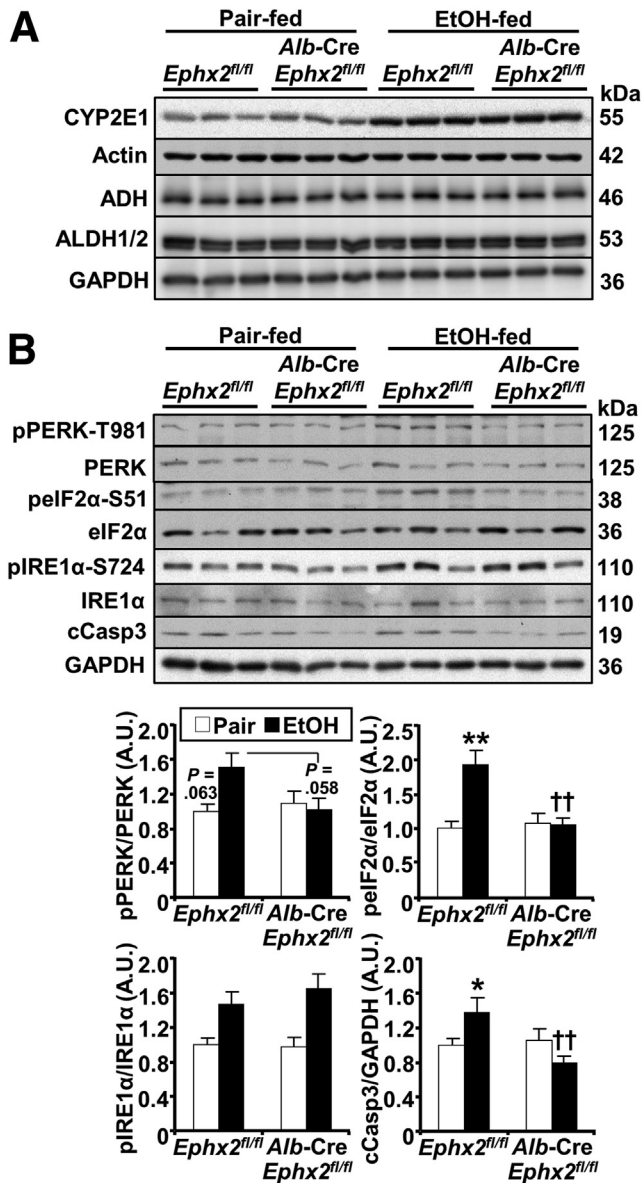 A
Pair-fed EtOH-fed
Alb-Cre Alb-Cre
Ephx2fl/fl Ephx2fl/fl Ephx2fl/fl Ephx2fl/fl
kDa
CYP2E1 55
Actin 42
ADH 46
ALDH1/2 53
GAPDH 36
B
Pair-fed EtOH-fed
Alb-Cre Alb-Cre
Ephx2fl/fl Ephx2fl/fl Ephx2fl/fl Ephx2fl/fl
kDa
pPERK-T981 125
PERK 125
peIF2α-S51 38
eIF2α 36
pIRE1α-S724 110
IRE1α 110
cCasp3 19
GAPDH 36
pPERK/PERK (A.U.)
2.0
1.6
1.2
0.8
0.4
0
Pair EtOH
P = .063
P = .058
Ephx2fl/fl Alb-Cre
Ephx2fl/fl
peIF2α/eIF2α (A.U.)
2.5
2.0
1.5
1.0
0.5
0
**
††
Ephx2fl/fl Alb-Cre
Ephx2fl/fl
pIRE1α/IRE1α (A.U.)
2.0
1.6
1.2
0.8
0.4
0
Ephx2fl/fl Alb-Cre
Ephx2fl/fl
cCasp3/GAPDH (A.U.)
2.0
1.6
1.2
0.8
0.4
0
*
††
Ephx2fl/fl Alb-Cre
Ephx2fl/fl